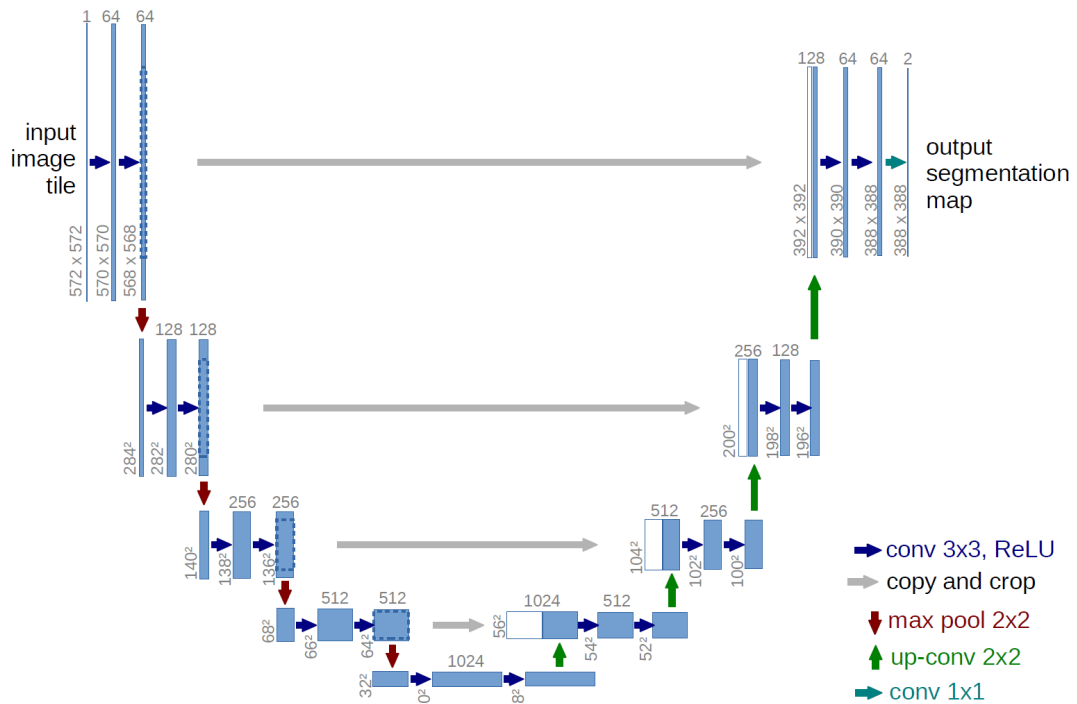 1 64 64
input
image
tile
572 x 572
570 x 570
568 x 568
128 64 64 2
392 x 392
390 x 390
388 x 388
388 x 388
output
segmentation
map
128 128
284²
282²
280²
256 128
200²
198²
196²
256 256
140²
138²
136²
512 256
104²
102²
100²
512 512
68²
66²
64²
1024 512
56²
54²
52²
1024
32²
0²
8²
conv 3x3, ReLU
copy and crop
max pool 2x2
up-conv 2x2
conv 1x1